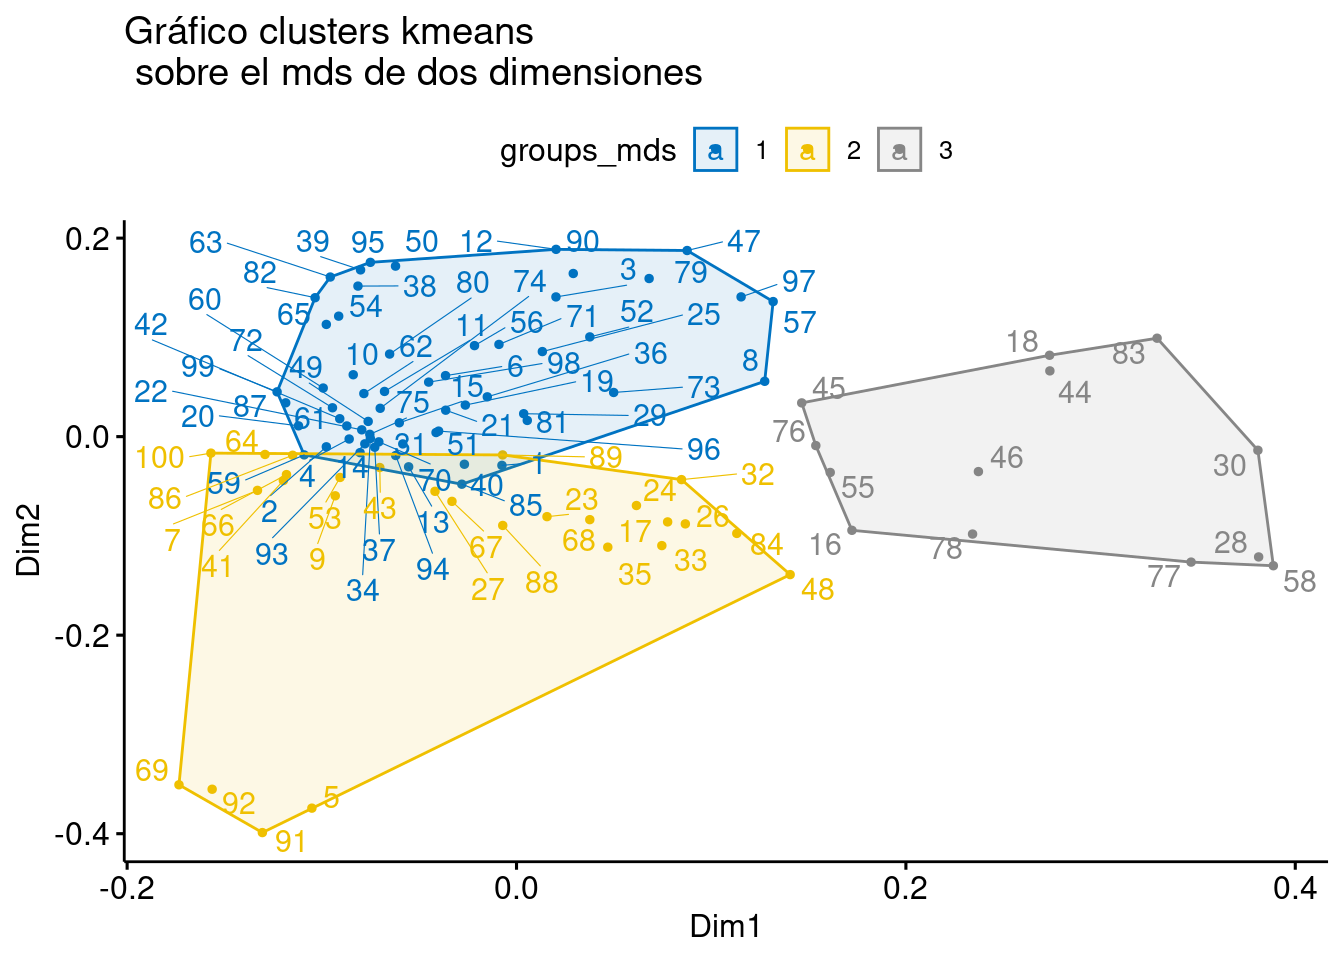 Gráfico clusters kmeans
sobre el mds de dos dimensiones
groups_mds a 1 a 2 a 3
0.2
0.0
-0.2
-0.4
Dim2
-0.2 0.0 0.2 0.4
Dim1
63 39 95 50 12 90 47
82 38 80 74 3 79 97
60 65 54 11 56 71 52 25 57
42 72 10 62 6 98 36 8
99 49 15 19 73
22 87 61 75 21 81 29
20 31 51 96
64 100 59 4 14 70 40 1 89 32
86 66 2 53 43 13 85 23 24 26
7 41 93 9 37 94 67 68 17 84
34 27 88 35 33 48
69 92 5
91
18 83
45 44
76 46 30
55
16 78 28
77 58